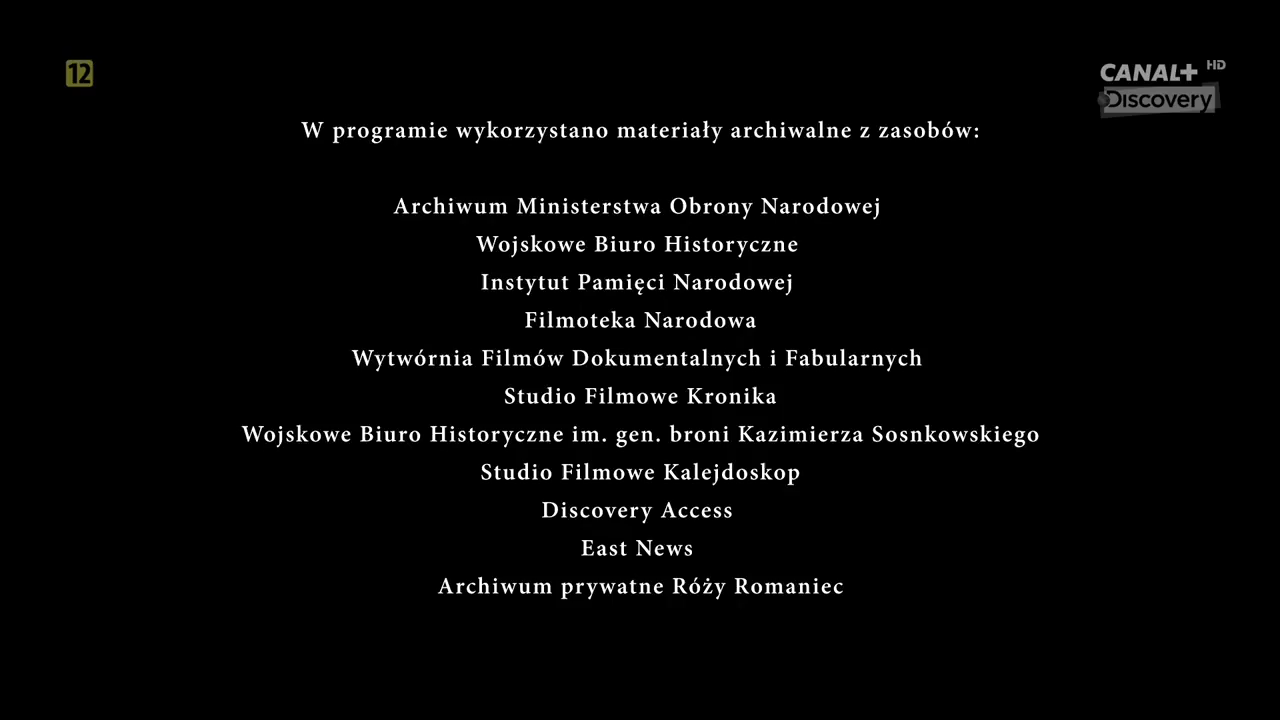 12
CANAL+ HD
Discovery
W programie wykorzystano materiały archiwalne z zasobów:
Archiwum Ministerstwa Obrony Narodowej
Wojskowe Biuro Historyczne
Instytut Pamięci Narodowej
Filmoteka Narodowa
Wytwórnia Filmów Dokumentalnych i Fabularnych
Studio Filmowe Kronika
Wojskowe Biuro Historyczne im. gen. broni Kazimierza Sosnkowskiego
Studio Filmowe Kalejdoskop
Discovery Access
East News
Archiwum prywatne Róży Romaniec